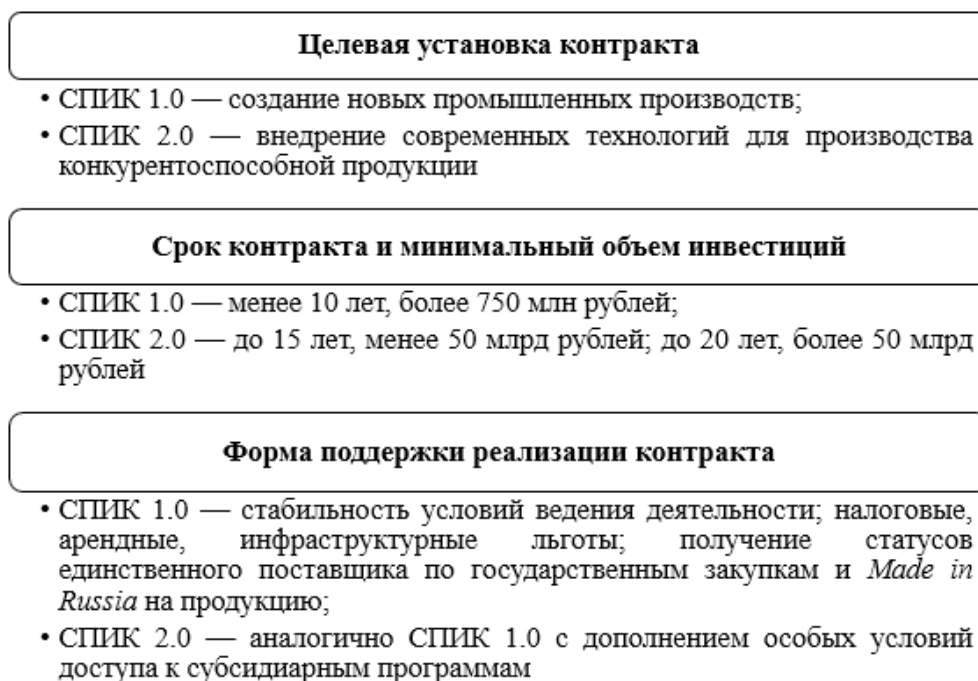 Целевая установка контракта
• СПИК 1.0 — создание новых промышленных производств;
• СПИК 2.0 — внедрение современных технологий для производства
конкурентоспособной продукции
Срок контракта и минимальный объем инвестиций
• СПИК 1.0 — менее 10 лет, более 750 млн рублей;
• СПИК 2.0 — до 15 лет, менее 50 млрд рублей; до 20 лет, более 50 млрд
рублей
Форма поддержки реализации контракта
• СПИК 1.0 — стабильность условий ведения деятельности; налоговые,
арендные, инфраструктурные льготы; получение статусов
единственного поставщика по государственным закупкам и Made in
Russia на продукцию;
• СПИК 2.0 — аналогично СПИК 1.0 с дополнением особых условий
доступа к субсидиарным программам